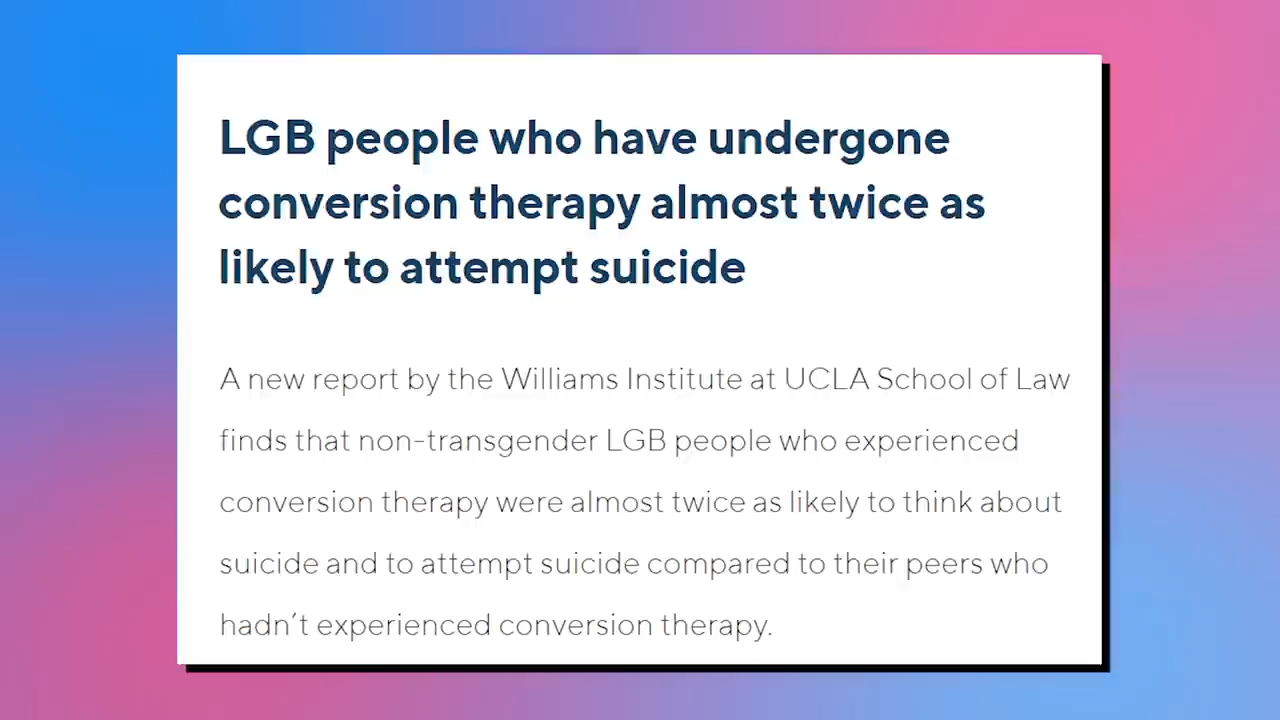 LGB people who have undergone
conversion therapy almost twice as
likely to attempt suicide
A new report by the Williams Institute at UCLA School of Law
finds that non-transgender LGB people who experienced
conversion therapy were almost twice as likely to think about
suicide and to attempt suicide compared to their peers who
hadn't experienced conversion therapy.